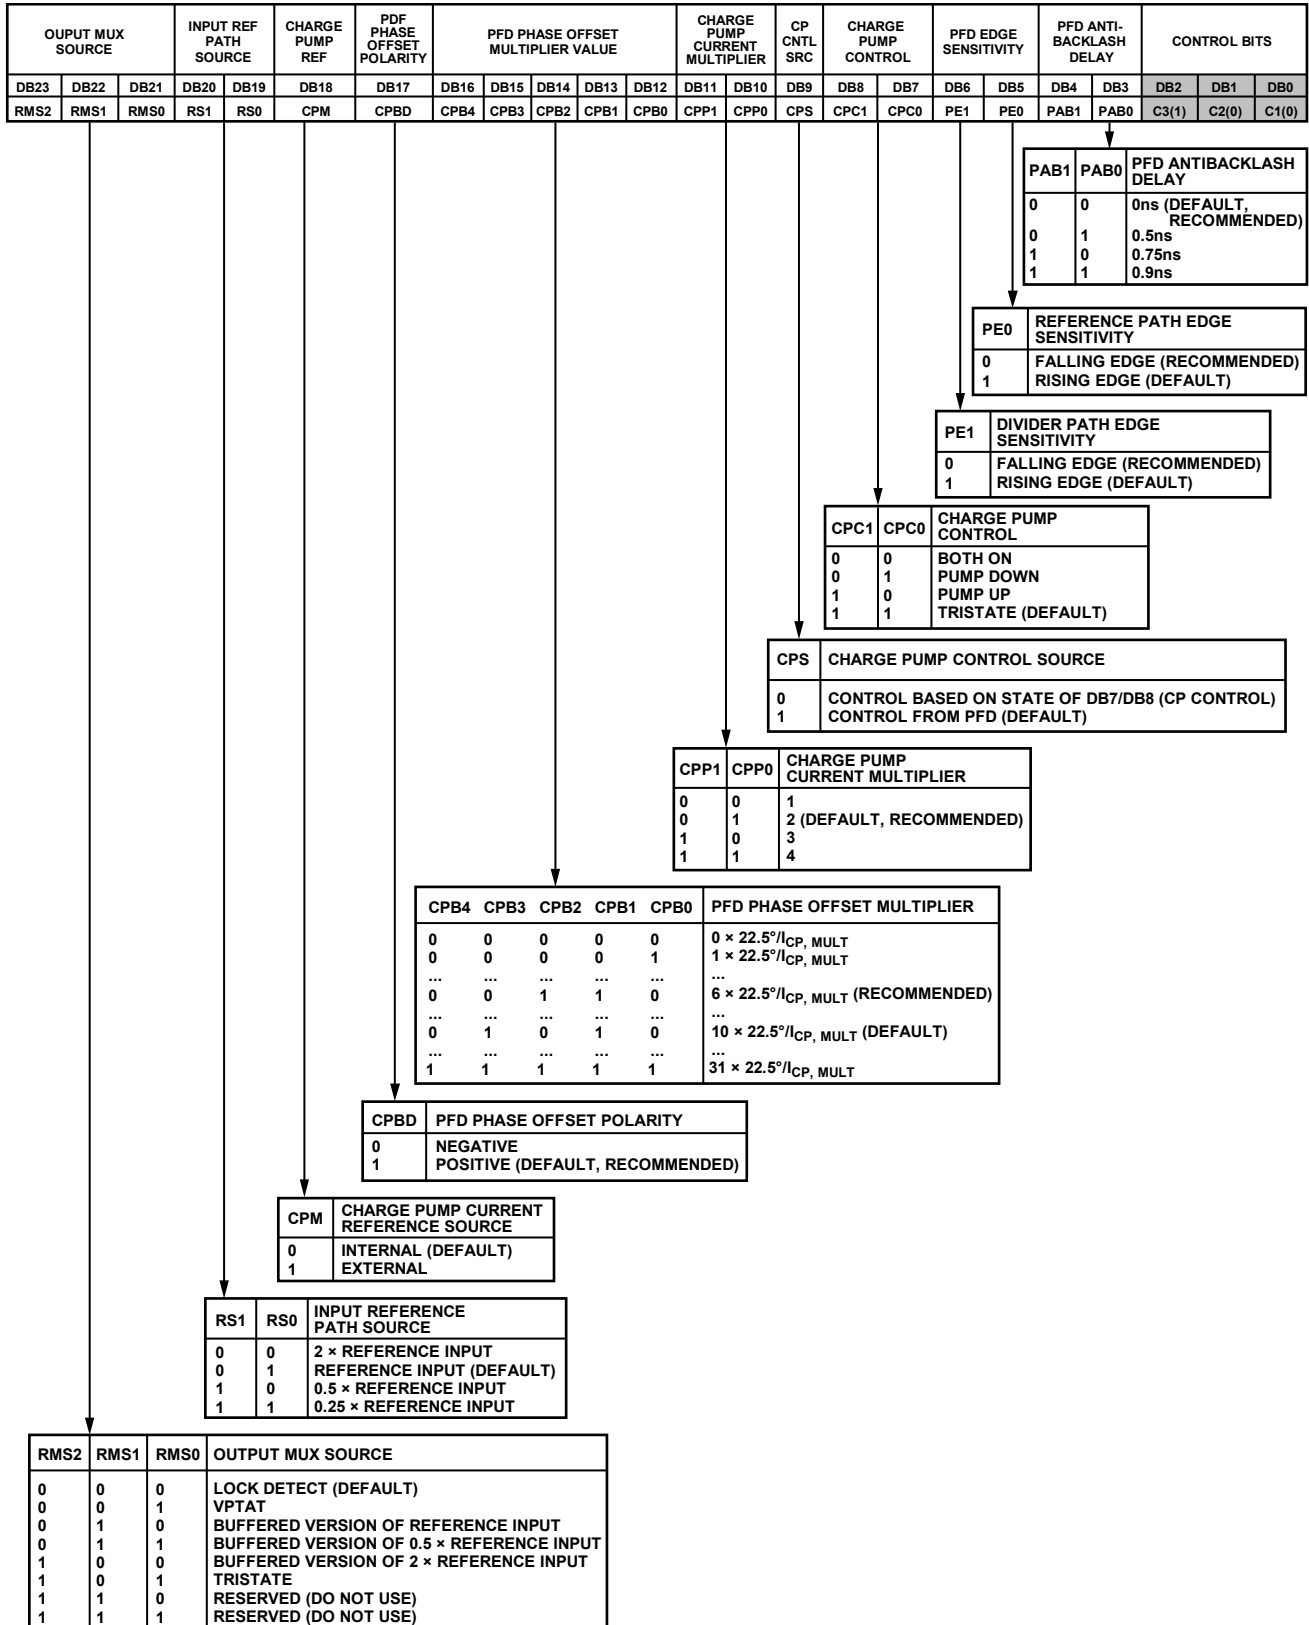 OUPUT MUX SOURCE
INPUT REF PATH SOURCE
CHARGE PUMP REF
PDF PHASE OFFSET POLARITY
PFD PHASE OFFSET MULTIPLIER VALUE
CHARGE PUMP CURRENT MULTIPLIER
CP CNTL SRC
CHARGE PUMP CONTROL
PFD EDGE SENSITIVITY
PFD ANTI-BACKLASH DELAY
CONTROL BITS
DB23 DB22 DB21 DB20 DB19 DB18 DB17 DB16 DB15 DB14 DB13 DB12 DB11 DB10 DB9 DB8 DB7 DB6 DB5 DB4 DB3 DB2 DB1 DB0
RMS2 RMS1 RMS0 RS1 RS0 CPM CPBD CPB4 CPB3 CPB2 CPB1 CPB0 CPP1 CPP0 CPS CPC1 CPC0 PE1 PE0 PAB1 PAB0 C3(1) C2(0) C1(0)
PAB1 PAB0 PFD ANTIBACKLASH DELAY
0 0 0ns (DEFAULT, RECOMMENDED)
0 1 0.5ns
1 0 0.75ns
1 1 0.9ns
PE0 REFERENCE PATH EDGE SENSITIVITY
0 FALLING EDGE (RECOMMENDED)
1 RISING EDGE (DEFAULT)
PE1 DIVIDER PATH EDGE SENSITIVITY
0 FALLING EDGE (RECOMMENDED)
1 RISING EDGE (DEFAULT)
CPC1 CPC0 CHARGE PUMP CONTROL
0 0 BOTH ON
0 1 PUMP DOWN
1 0 PUMP UP
1 1 TRISTATE (DEFAULT)
CPS CHARGE PUMP CONTROL SOURCE
0 CONTROL BASED ON STATE OF DB7/DB8 (CP CONTROL)
1 CONTROL FROM PFD (DEFAULT)
CPP1 CPP0 CHARGE PUMP CURRENT MULTIPLIER
0 0 1
0 1 2 (DEFAULT, RECOMMENDED)
1 0 3
1 1 4
CPB4 CPB3 CPB2 CPB1 CPB0 PFD PHASE OFFSET MULTIPLIER
0 0 0 0 0 0 × 22.5°/ICP, MULT
0 0 0 0 1 1 × 22.5°/ICP, MULT
... ... ... ... ... ...
0 0 1 1 0 6 × 22.5°/ICP, MULT (RECOMMENDED)
... ... ... ... ... ...
0 1 0 1 0 10 × 22.5°/ICP, MULT (DEFAULT)
... ... ... ... ... ...
1 1 1 1 1 31 × 22.5°/ICP, MULT
CPBD PFD PHASE OFFSET POLARITY
0 NEGATIVE
1 POSITIVE (DEFAULT, RECOMMENDED)
CPM CHARGE PUMP CURRENT REFERENCE SOURCE
0 INTERNAL (DEFAULT)
1 EXTERNAL
RS1 RS0 INPUT REFERENCE PATH SOURCE
0 0 2 × REFERENCE INPUT
0 1 REFERENCE INPUT (DEFAULT)
1 0 0.5 × REFERENCE INPUT
1 1 0.25 × REFERENCE INPUT
RMS2 RMS1 RMS0 OUTPUT MUX SOURCE
0 0 0 LOCK DETECT (DEFAULT)
0 0 1 VPTAT
0 1 0 BUFFERED VERSION OF REFERENCE INPUT
0 1 1 BUFFERED VERSION OF 0.5 × REFERENCE INPUT
1 0 0 BUFFERED VERSION OF 2 × REFERENCE INPUT
1 0 1 TRISTATE
1 1 0 RESERVED (DO NOT USE)
1 1 1 RESERVED (DO NOT USE)